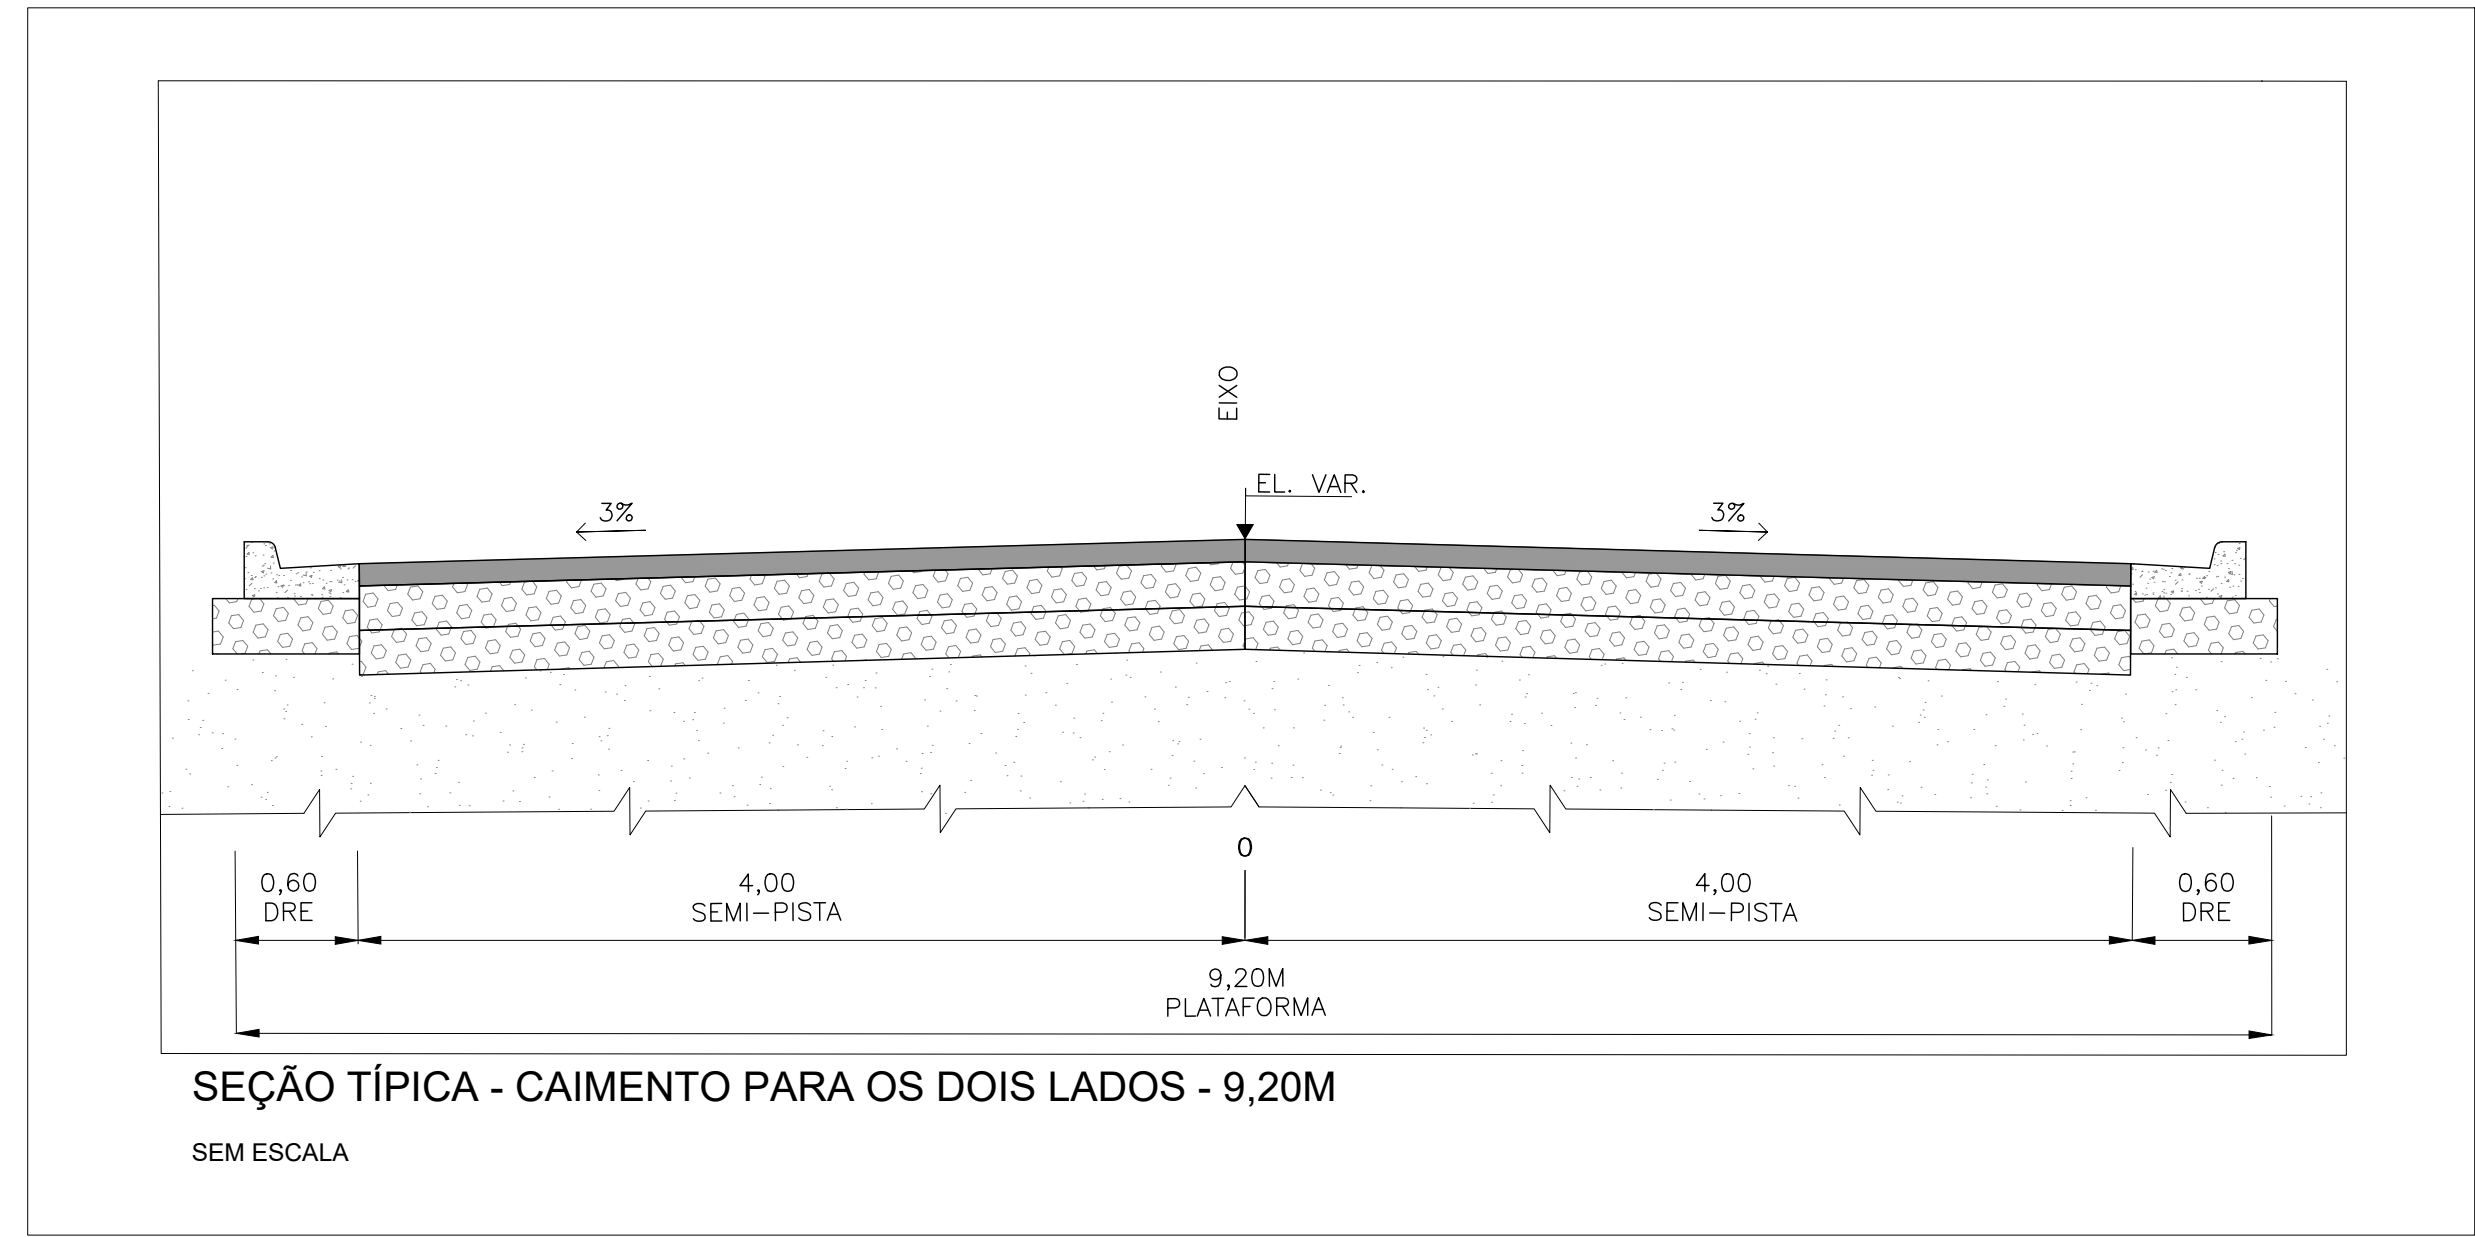 EIXO
EL. VAR.
3%
3%
0
0,60
DRE
4,00
SEMI-PISTA
4,00
SEMI-PISTA
0,60
DRE
9,20M
PLATAFORMA
SEÇÃO TÍPICA - CAIMENTO PARA OS DOIS LADOS - 9,20M
SEM ESCALA